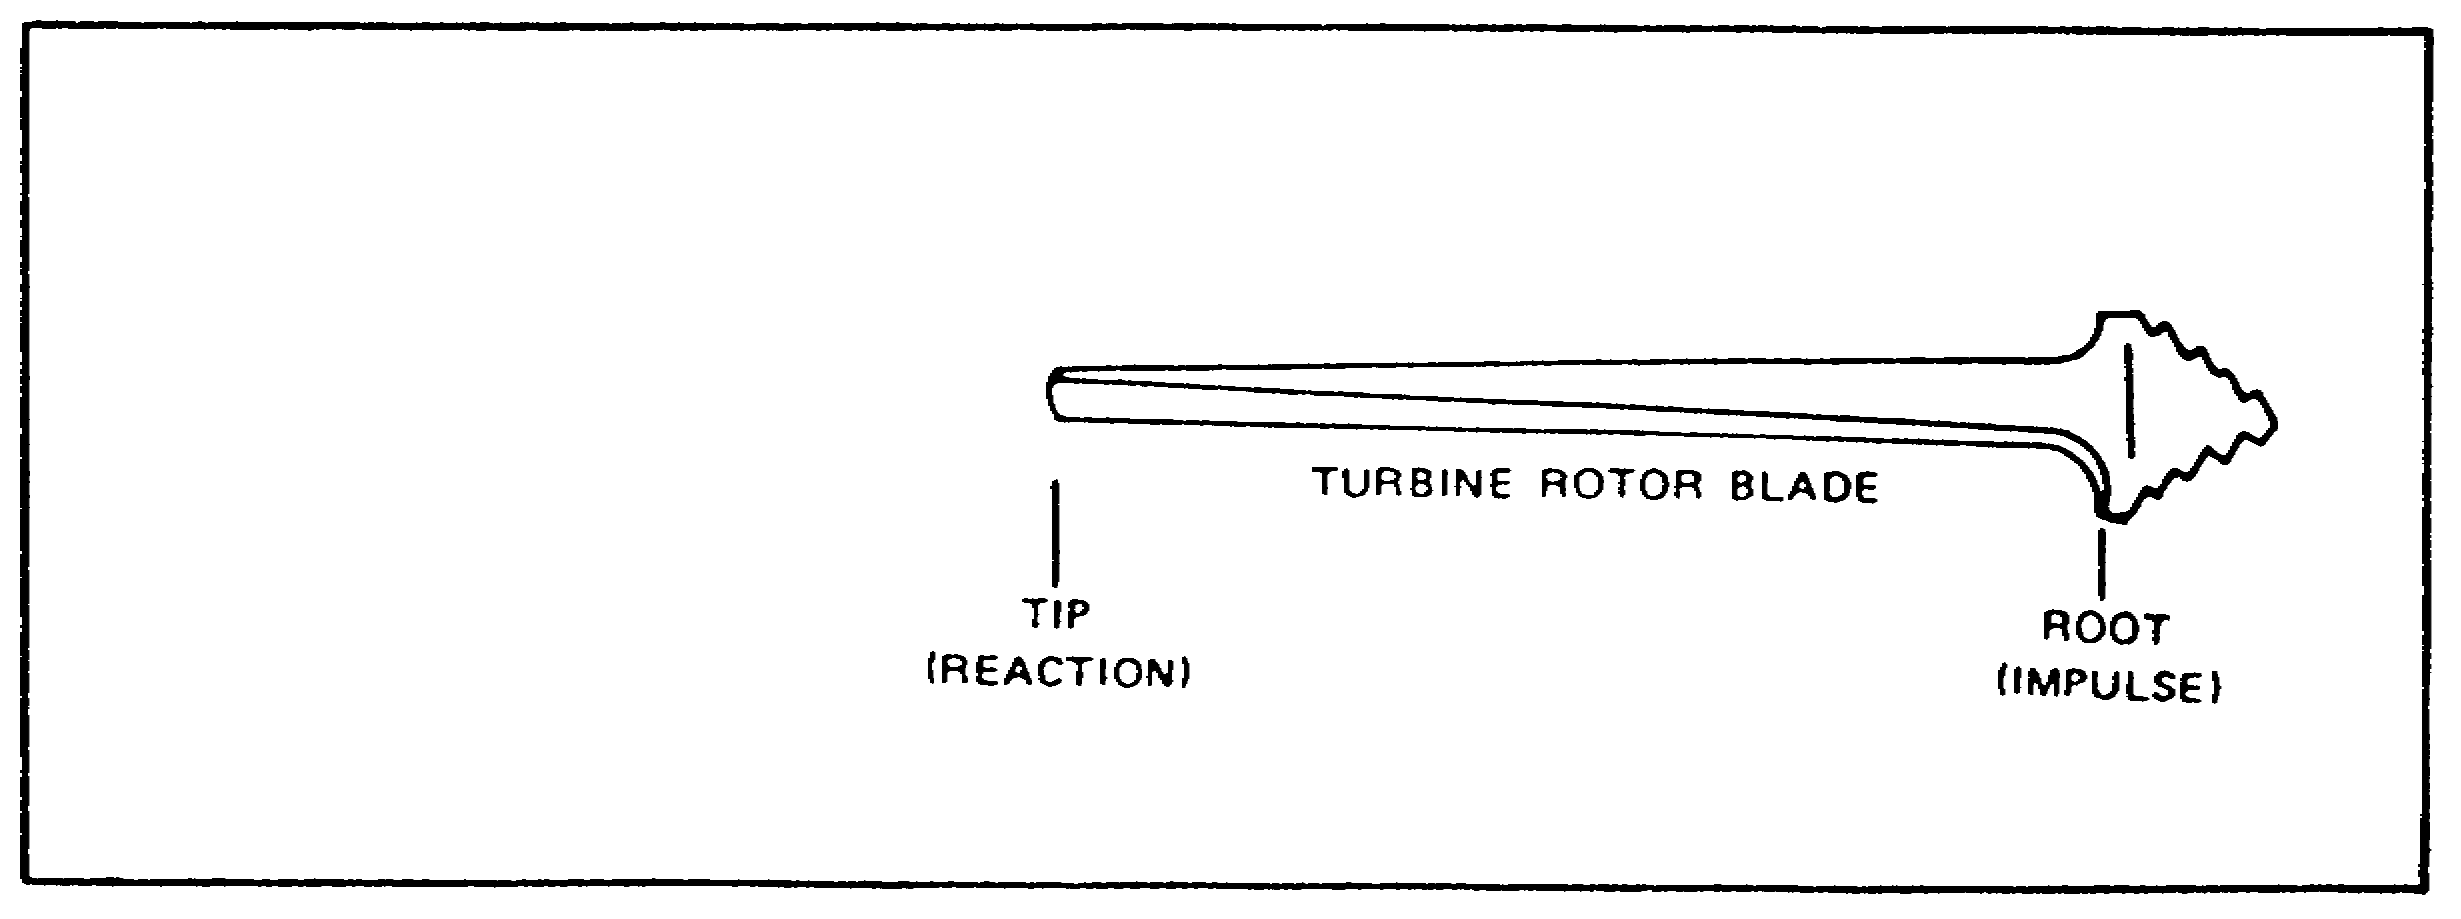 TURBINE ROTOR BLADE
TIP
(REACTION)
ROOT
(IMPULSE)